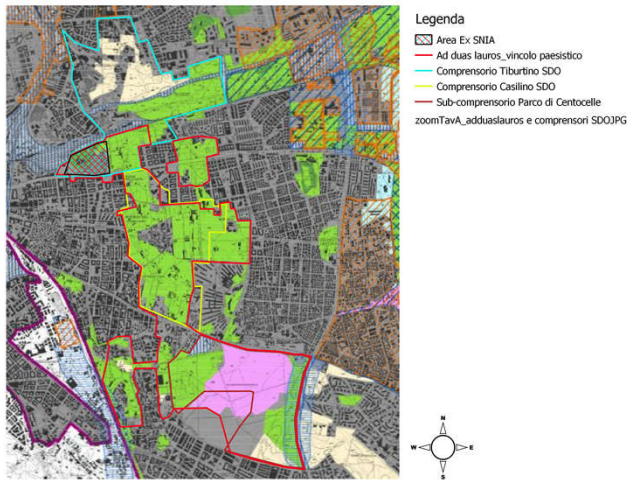 Legenda
Area Ex SNIA
Ad duas lauros_vincolo paesistico
Comprensorio Tiburtino SDO
Comprensorio Casilino SDO
Sub-comprensorio Parco di Centocelle
zoomTavA_adduaslauros e comprensori SDOJPG
N
W
E
S